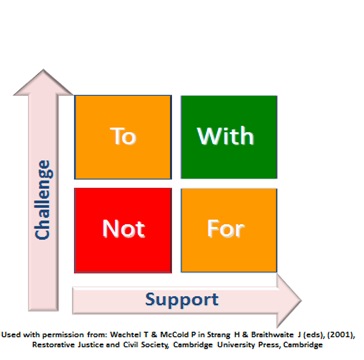 To
With
Challenge
Not
For
Support
Used with permission from: Wachtel T & McCold P in Strang H & Braithwaite J (eds), (2001),
Restorative Justice and Civil Society, Cambridge University Press, Cambridge